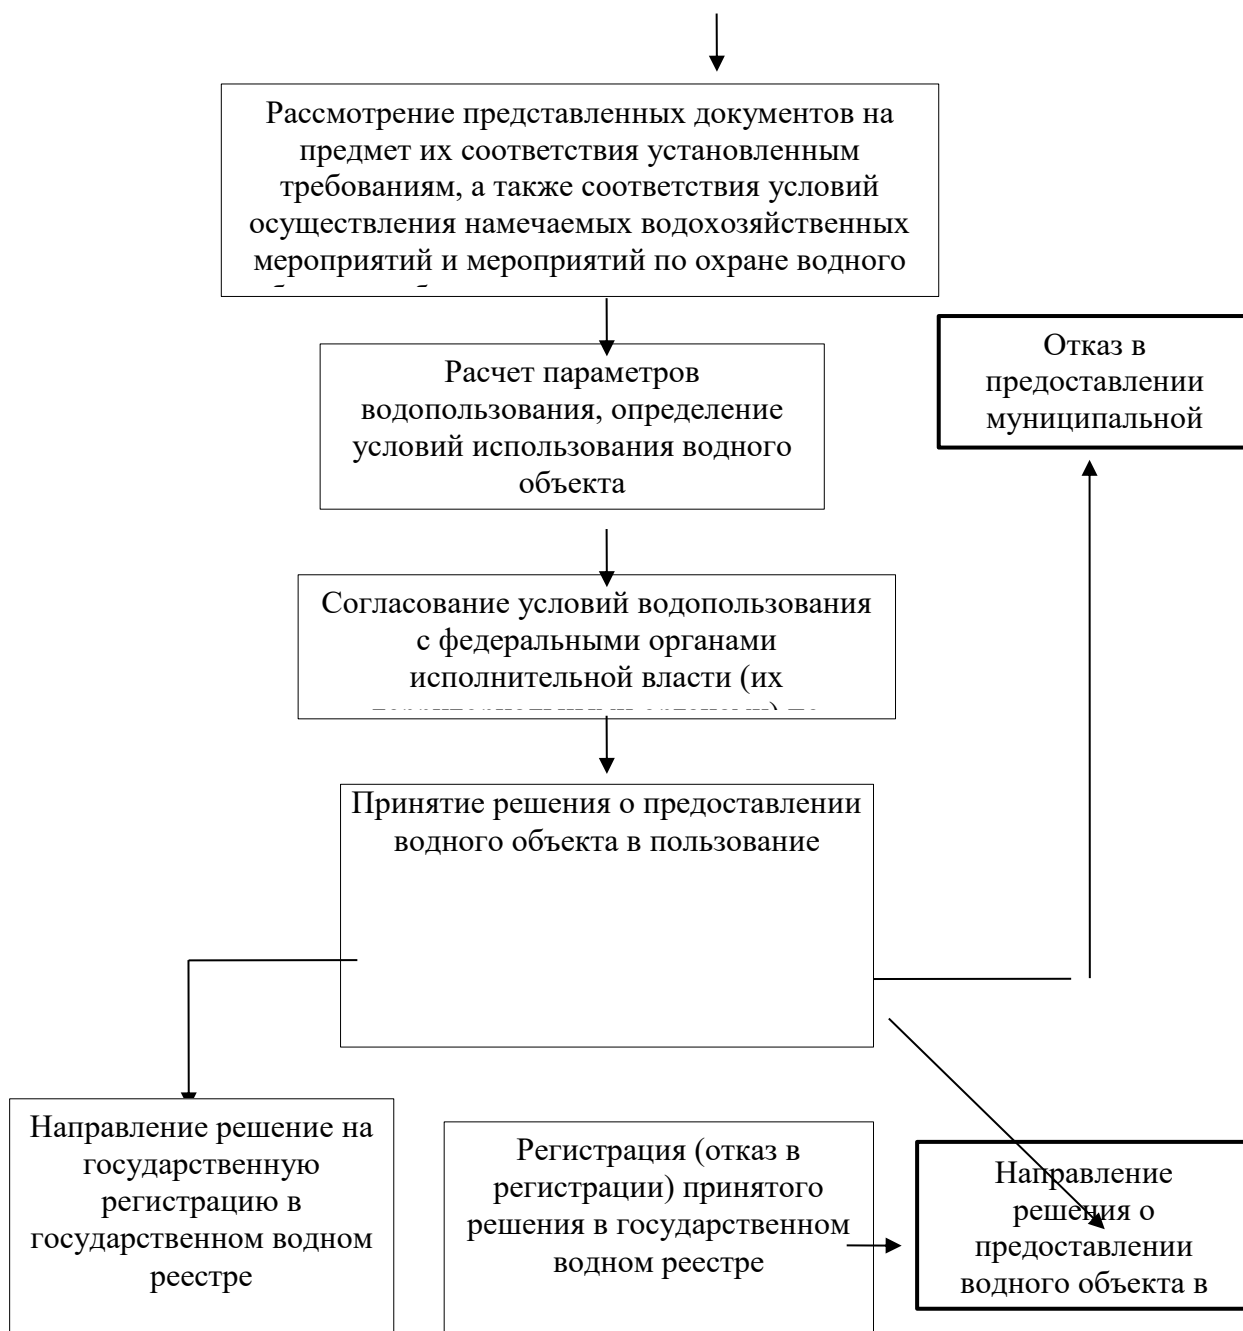 Рассмотрение представленных документов на
предмет их соответствия установленным
требованиям, а также соответствия условий
осуществления намечаемых водохозяйственных
мероприятий и мероприятий по охране водного
Отказ в
предоставлении
муниципальной
Расчет параметров
водопользования, определение
условий использования водного
объекта
Согласование условий водопользования
с федеральными органами
исполнительной власти (их
Принятие решения о предоставлении
водного объекта в пользование
Направление решение на
государственную
регистрацию в
государственном водном
реестре
Регистрация (отказ в
регистрации) принятого
решения в государственном
водном реестре
Направление
решения о
предоставлении
водного объекта в